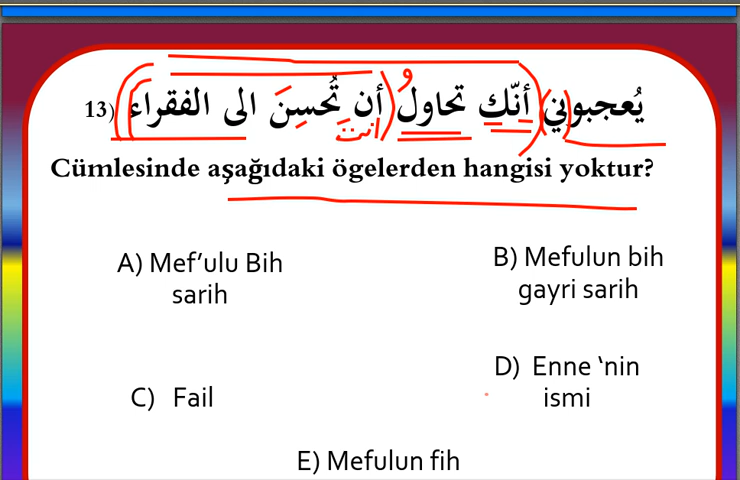 13) يُعجبوني أنّك تحاولُ أن تُحسِنَ الى الفقراء
انتَ
Cümlesinde aşağıdaki ögelerden hangisi yoktur?
A) Mef’ulu Bih sarih
B) Mefulun bih gayri sarih
C) Fail
D) Enne ‘nin ismi
E) Mefulun fih